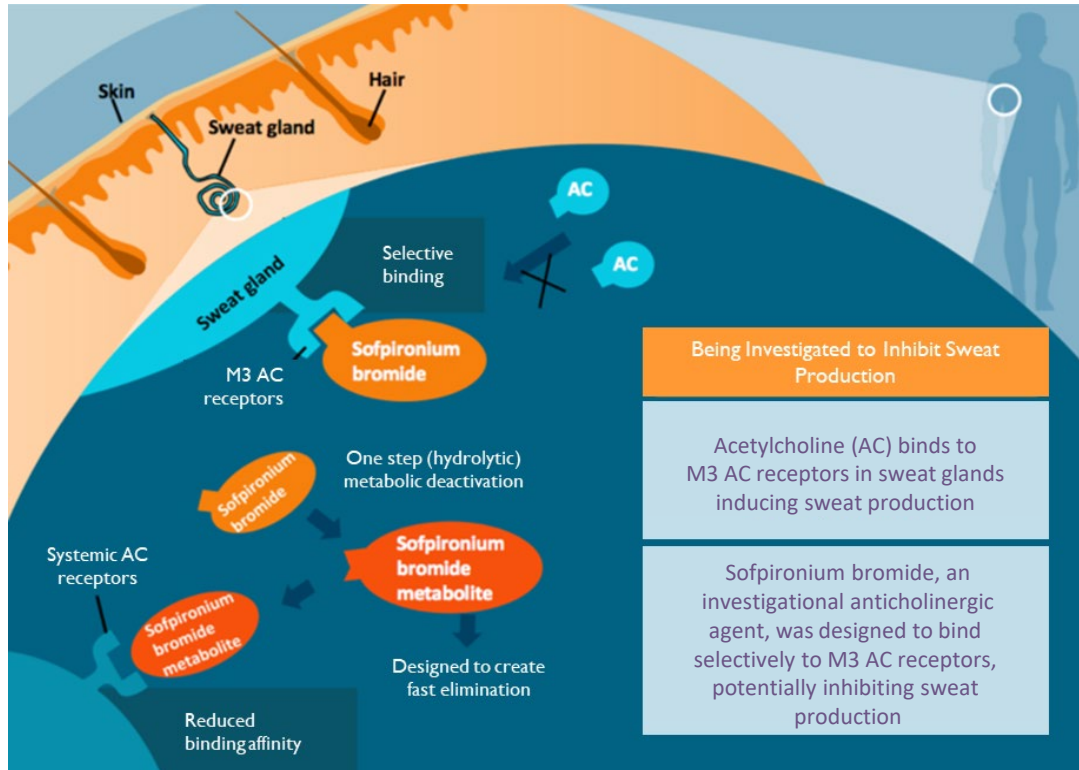 Skin
Hair
Sweat gland
AC
AC
Selective
binding
Sweat gland
Sofpironium
bromide
M3 AC
receptors
Being Investigated to Inhibit Sweat
Production
Acetylcholine (AC) binds to
M3 AC receptors in sweat glands
inducing sweat production
One step (hydrolytic)
metabolic deactivation
Sofpironium
bromide
Sofpironium
bromide
metabolite
Systemic AC
receptors
Sofpironium
bromide
metabolite
Designed to create
fast elimination
Reduced
binding affinity
Sofpironium bromide, an
investigational anticholinergic
agent, was designed to bind
selectively to M3 AC receptors,
potentially inhibiting sweat
production